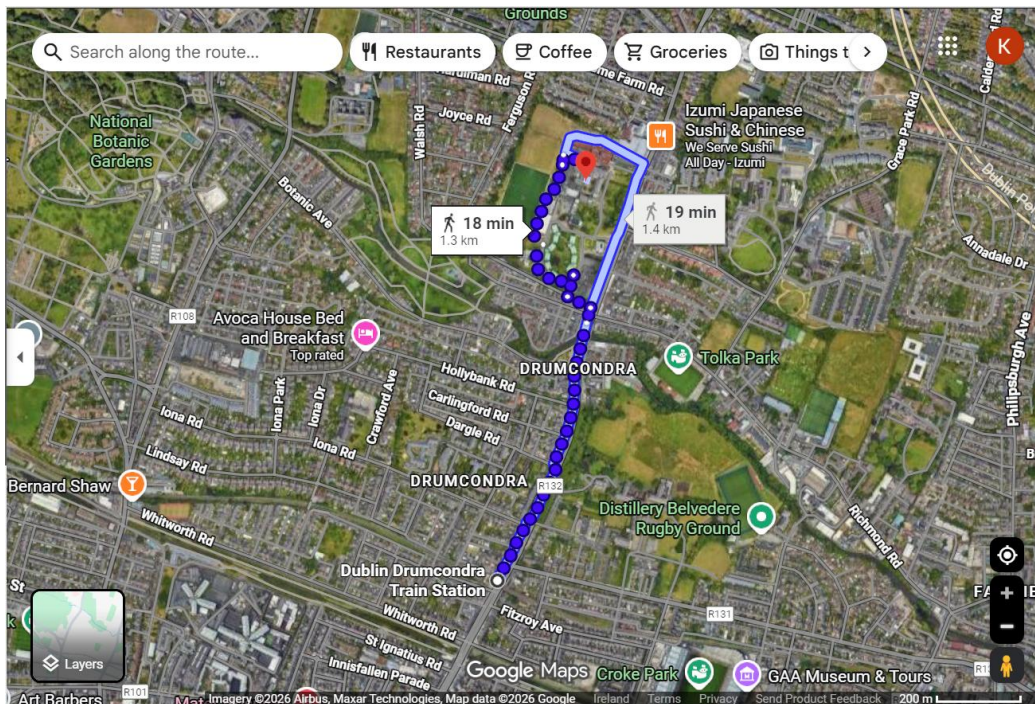 Grounds
Search along the route...
Restaurants
Coffee
Groceries
Things t
K
Walsh Rd
Joyce Rd
Ferguson R
me Farm Rd
Izumi Japanese
Sushi & Chinese
We Serve Sushi
All Day - Izumi
Grace Park Rd
National
Botanic
Gardens
Botanic Ave
18 min
1.3 km
19 min
1.4 km
Annadale Dr
R108
Avoca House Bed
and Breakfast
Top rated
DRUMCONDRA
Tolka Park
Philipsburgh Ave
Hollybank Rd
Carlingford Rd
Dargle Rd
Iona Park
Iona Dr
Crawford Ave
Iona Rd
Iona Rd
Lindsay Rd
Bernard Shaw
DRUMCONDRA
R132
Distillery Belvedere
Rugby Ground
Richmond Rd
Whitworth Rd
Dublin Drumcondra
Train Station
St
k
Whitworth Rd
Fitzroy Ave
R131
St Ignatius Rd
Innisfallen Parade
Layers
Google Maps
Croke Park
GAA Museum & Tours
R101
Art Barbers
Mat
Imagery ©2026 Airbus, Maxar Technologies, Map data ©2026 Google
Ireland
Terms
Privacy
Send Product Feedback
200 m